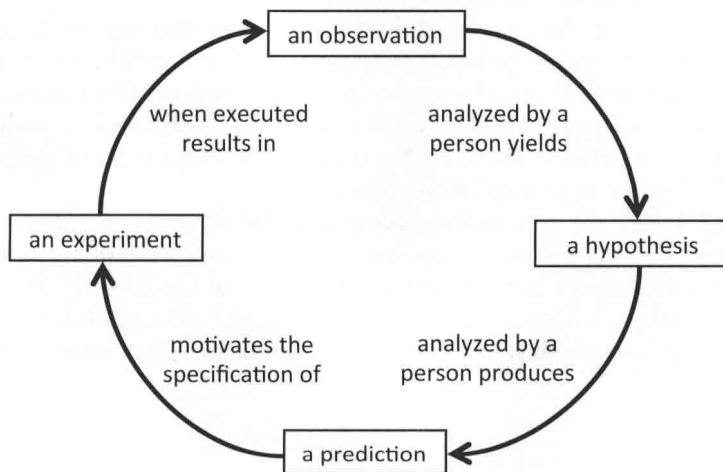 an observation
when executed
results in
analyzed by a
person yields
an experiment
a hypothesis
motivates the
specification of
analyzed by a
person produces
a prediction